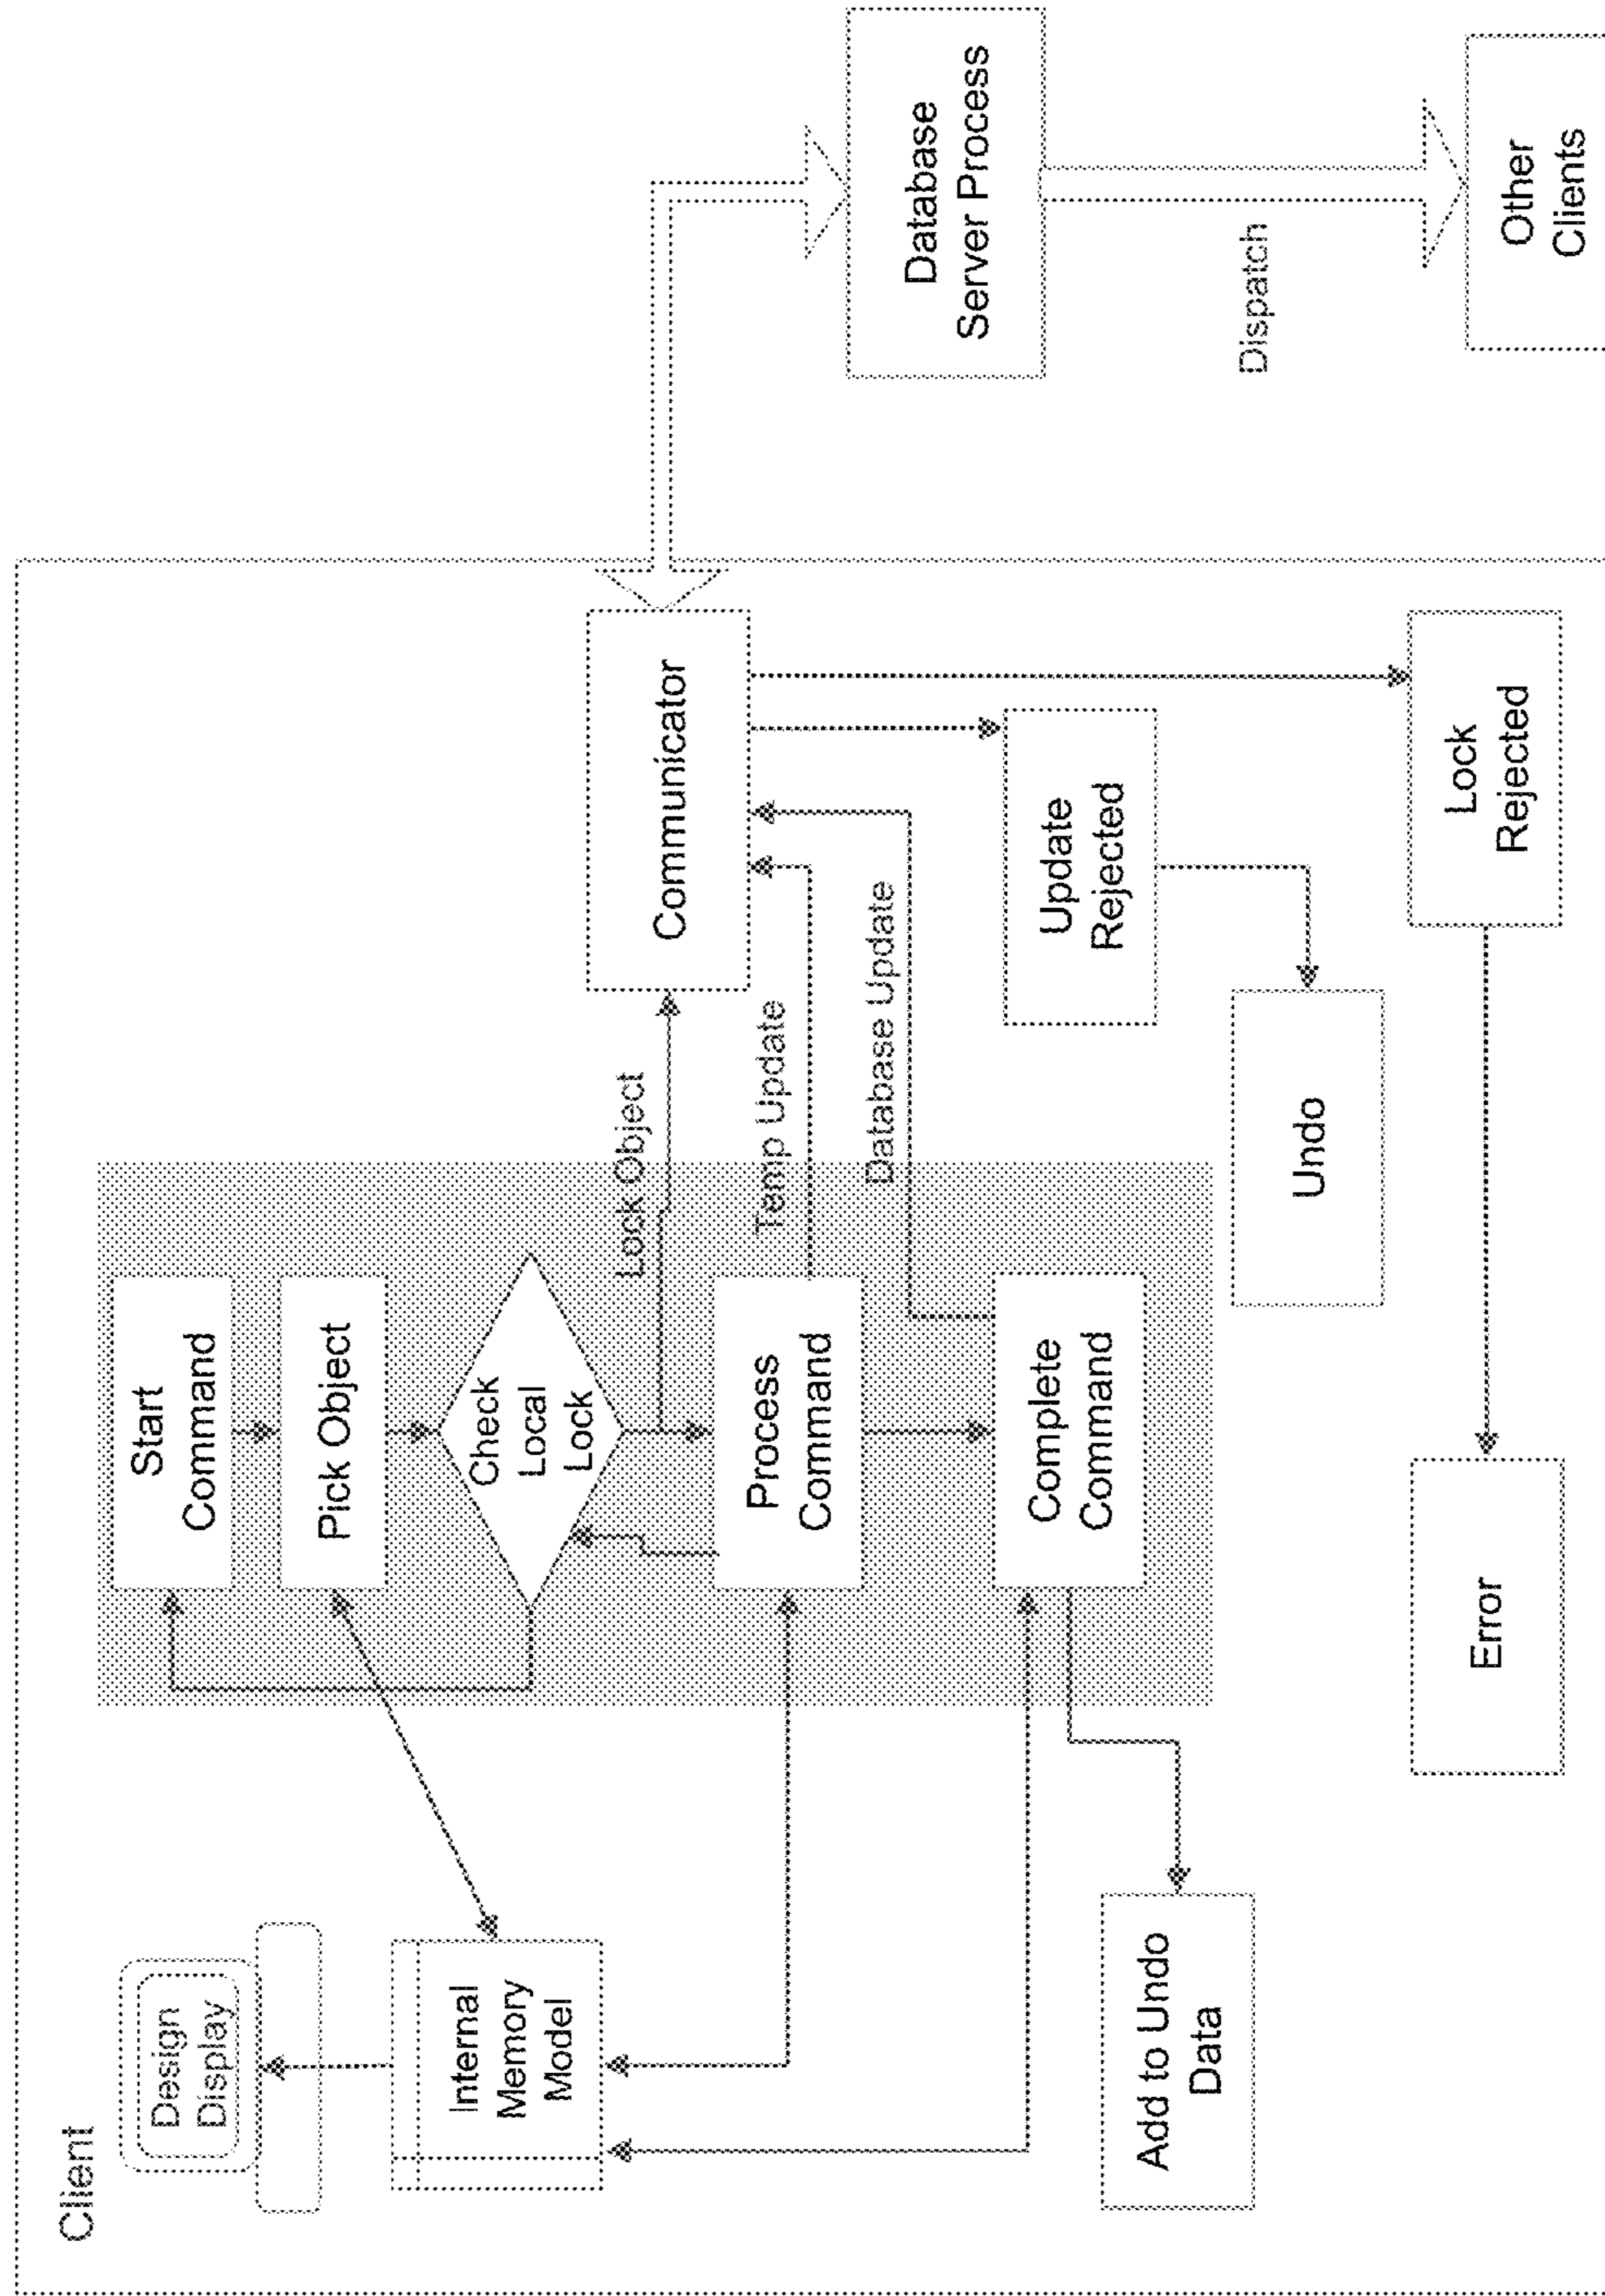 Client
Design
Display
Internal
Memory
Model
Add to Undo
Data
Start
Command
Pick Object
Check
Local
Lock
Process
Command
Complete
Command
Lock Object
Temp Update
Database Update
Communicator
Update
Rejected
Undo
Lock
Rejected
Error
Database
Server Process
Dispatch
Other
Clients